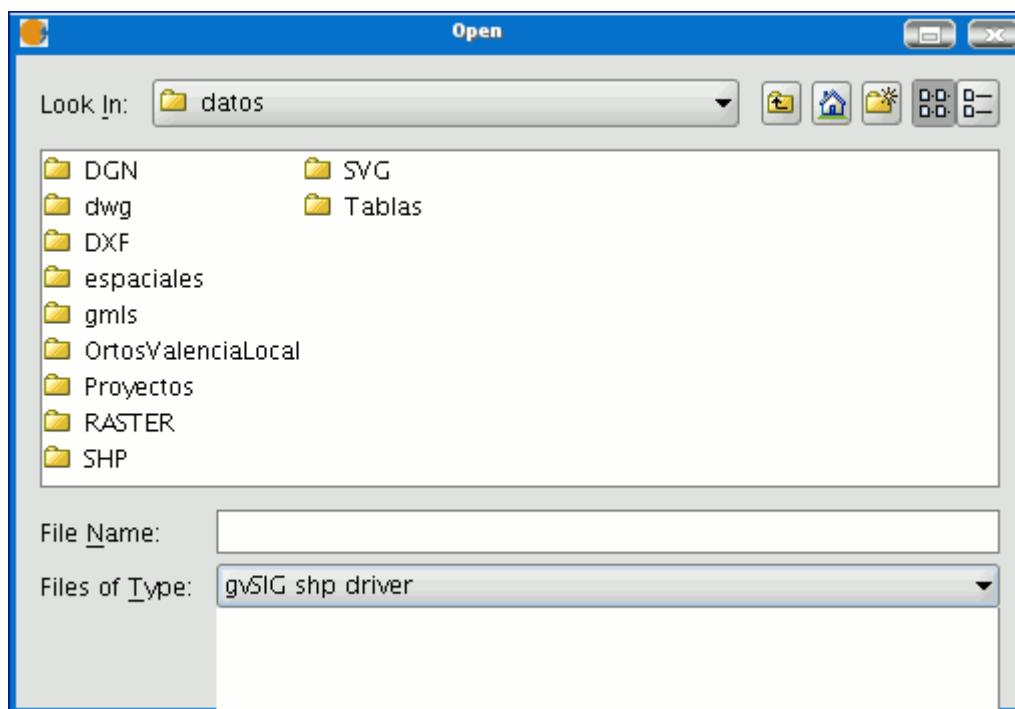 Open
Look In: datos
DGN
dwg
DXF
espaciales
gmls
OrtosValenciaLocal
Proyectos
RASTER
SHP
SVG
Tablas
File Name:
Files of Type: gvSIG shp driver